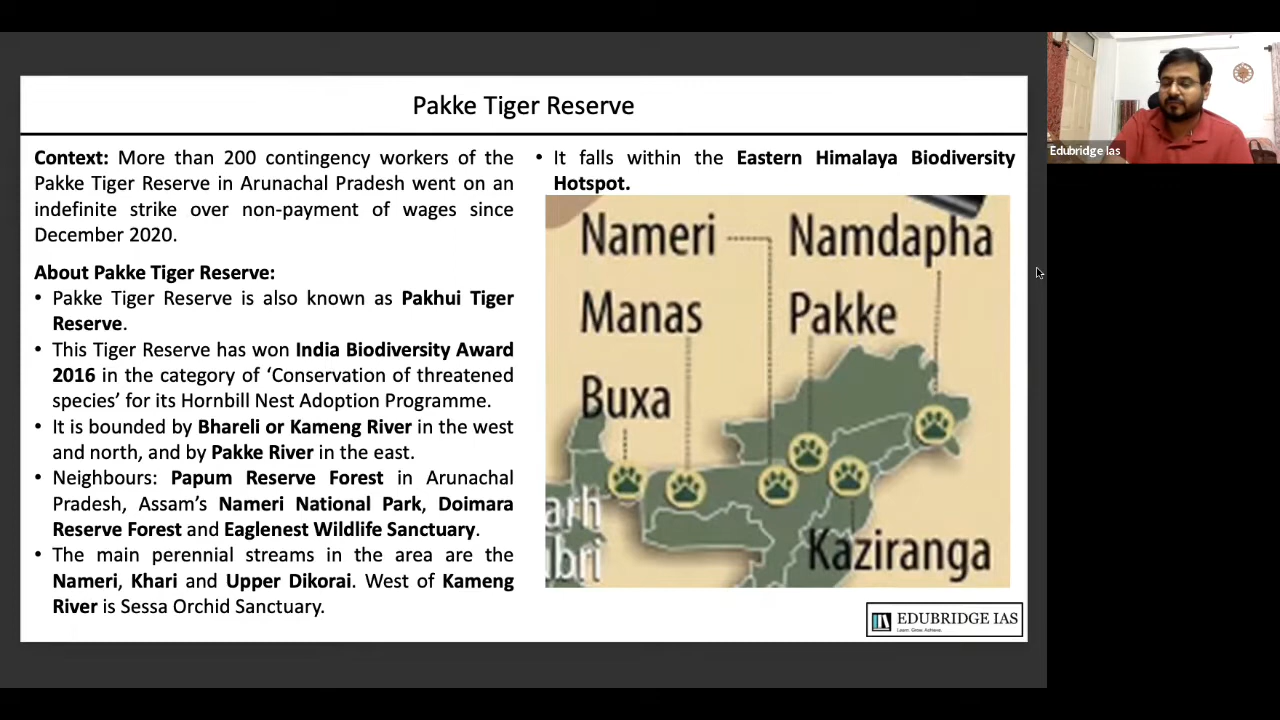 Pakke Tiger Reserve
Context: More than 200 contingency workers of the
Pakke Tiger Reserve in Arunachal Pradesh went on an
indefinite strike over non-payment of wages since
December 2020.
About Pakke Tiger Reserve:
• Pakke Tiger Reserve is also known as Pakhui Tiger
Reserve.
• This Tiger Reserve has won India Biodiversity Award
2016 in the category of ‘Conservation of threatened
species’ for its Hornbill Nest Adoption Programme.
• It is bounded by Bhareli or Kameng River in the west
and north, and by Pakke River in the east.
• Neighbours: Papum Reserve Forest in Arunachal
Pradesh, Assam’s Nameri National Park, Doimara
Reserve Forest and Eaglenest Wildlife Sanctuary.
• The main perennial streams in the area are the
Nameri, Khari and Upper Dikorai. West of Kameng
River is Sessa Orchid Sanctuary.
• It falls within the Eastern Himalaya Biodiversity
Hotspot.
Nameri
Namdapha
Manas
Pakke
Buxa
arh
ibri
Kaziranga
EDUBRIDGE IAS
Learn. Grow. Achieve.
Edubridge Ias